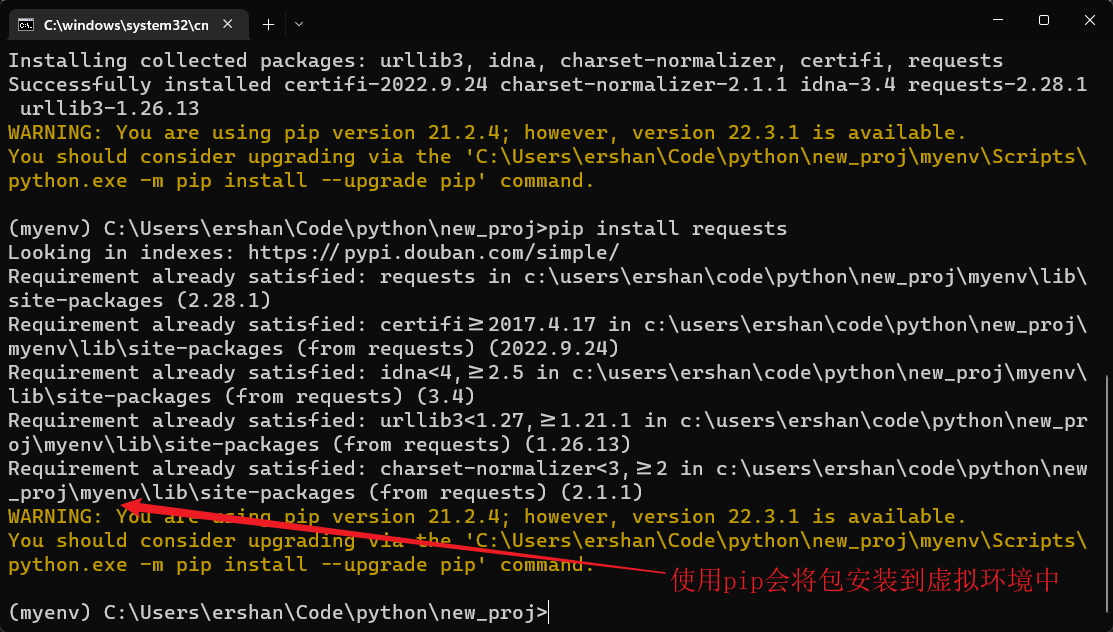 C:\windows\system32\cn
Installing collected packages: urllib3, idna, charset-normalizer, certifi, requests
Successfully installed certifi-2022.9.24 charset-normalizer-2.1.1 idna-3.4 requests-2.28.1
urllib3-1.26.13
WARNING: You are using pip version 21.2.4; however, version 22.3.1 is available.
You should consider upgrading via the 'C:\Users\ershan\Code\python\new_proj\myenv\Scripts\
python.exe -m pip install --upgrade pip' command.
(myenv) C:\Users\ershan\Code\python\new_proj>pip install requests
Looking in indexes: https://pypi.douban.com/simple/
Requirement already satisfied: requests in c:\users\ershan\code\python\new_proj\myenv\lib\
site-packages (2.28.1)
Requirement already satisfied: certifi≥2017.4.17 in c:\users\ershan\code\python\new_proj\
myenv\lib\site-packages (from requests) (2022.9.24)
Requirement already satisfied: idna<4,≥2.5 in c:\users\ershan\code\python\new_proj\myenv\
lib\site-packages (from requests) (3.4)
Requirement already satisfied: urllib3<1.27,≥1.21.1 in c:\users\ershan\code\python\new_pr
oj\myenv\lib\site-packages (from requests) (1.26.13)
Requirement already satisfied: charset-normalizer<3,≥2 in c:\users\ershan\code\python\new
_proj\myenv\lib\site-packages (from requests) (2.1.1)
WARNING: You are using pip version 21.2.4; however, version 22.3.1 is available.
You should consider upgrading via the 'C:\Users\ershan\Code\python\new_proj\myenv\Scripts\
python.exe -m pip install --upgrade pip' command.
使用pip会将包安装到虚拟环境中
(myenv) C:\Users\ershan\Code\python\new_proj>